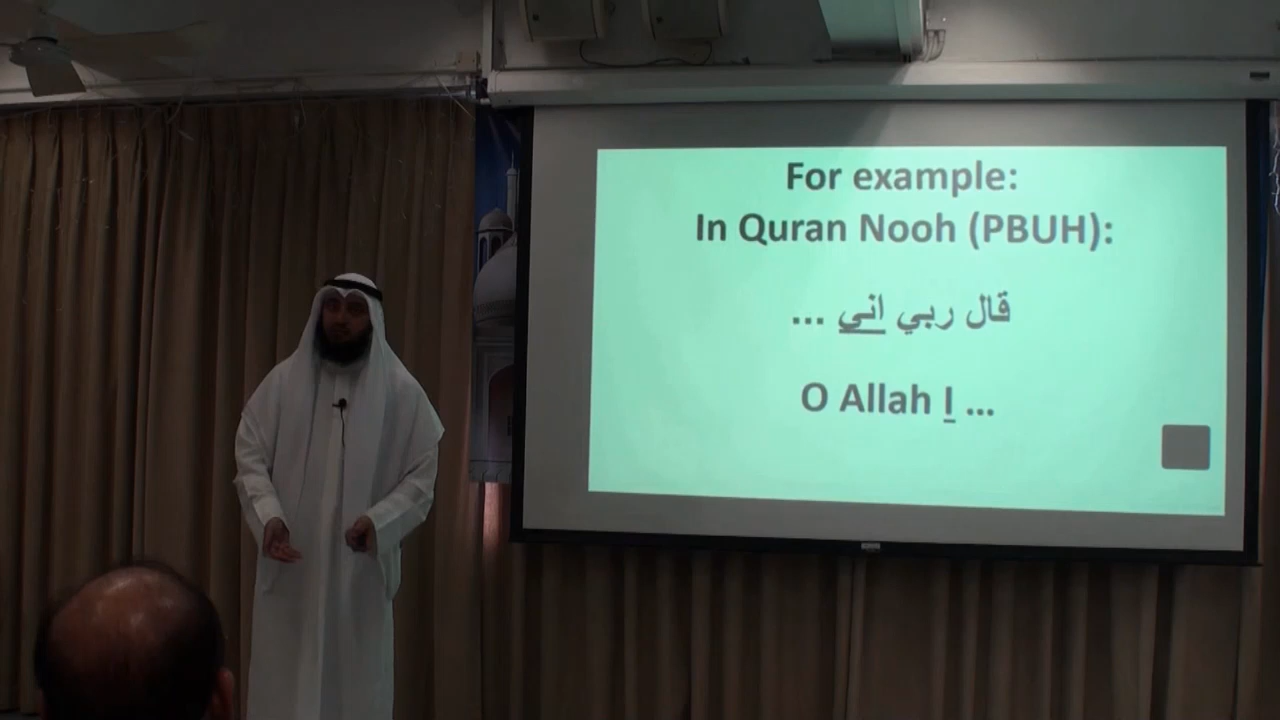 For example:
In Quran Nooh (PBUH):
قال ربي اني ...
O Allah I ...